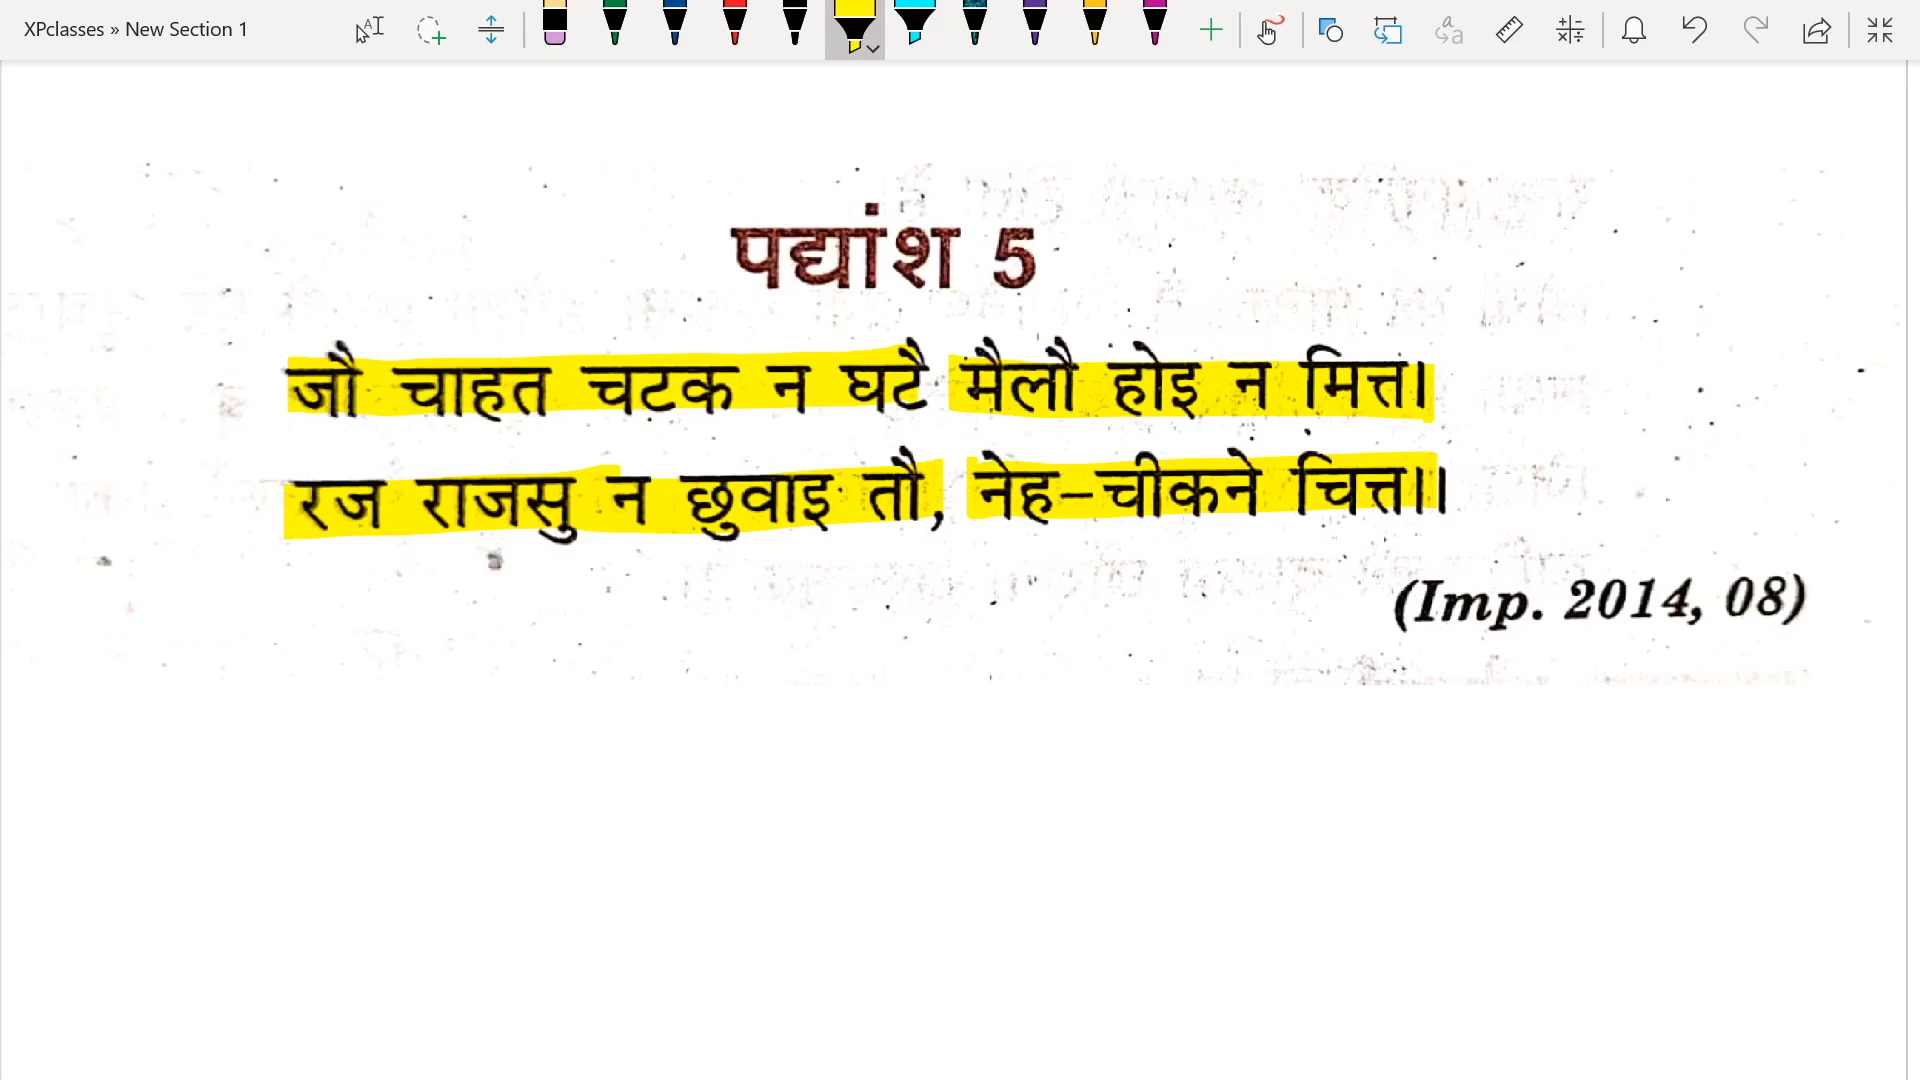 XPclasses » New Section 1
पद्यांश 5
जौ चाहत चटक न घटै मैलौ होइ न मित्त।
रज राजसु न छुवाइ तौ, नेह-चीकने चित्त।।
(Imp. 2014, 08)